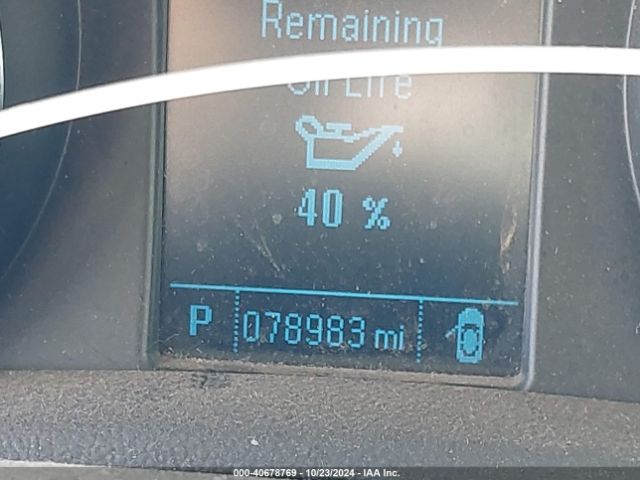 Remaining
Oil Life
40 %
P 078983 mi
000-40678769 - 10/23/2024 - IAA Inc.